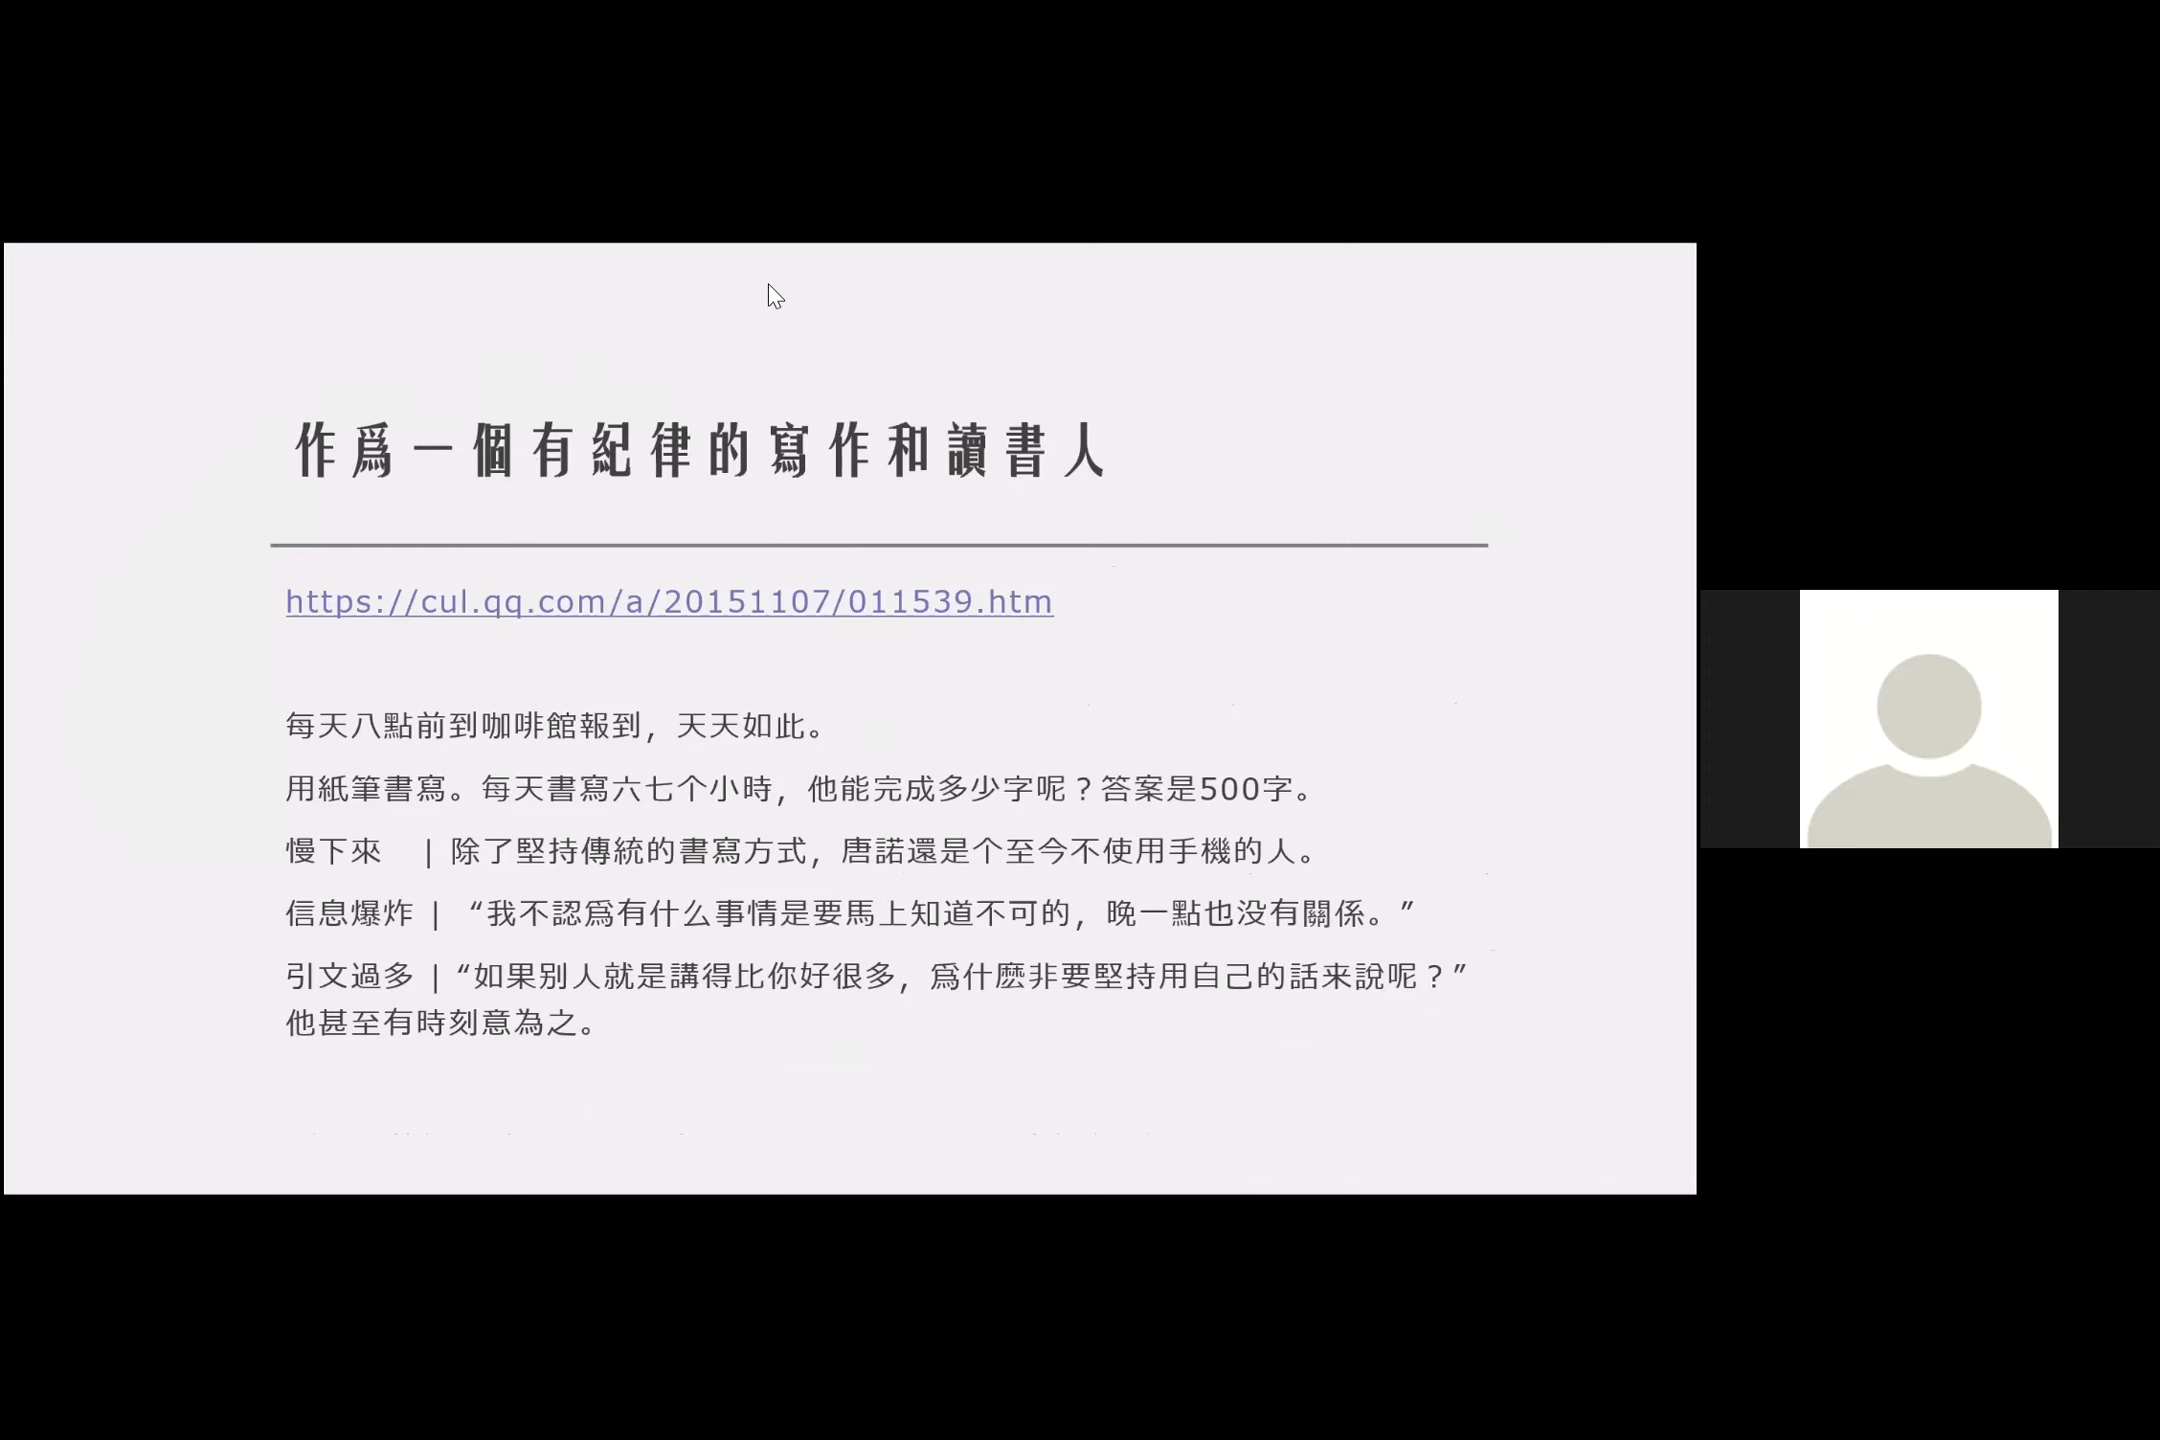 作爲一個有紀律的寫作和讀書人
https://cul.qq.com/a/20151107/011539.htm
每天八點前到咖啡館報到，天天如此。
用紙筆書寫。每天書寫六七个小時，他能完成多少字呢？答案是500字。
慢下來 | 除了堅持傳統的書寫方式，唐諾還是个至今不使用手機的人。
信息爆炸 | “我不認爲有什么事情是要馬上知道不可的，晚一點也没有關係。”
引文過多 | “如果别人就是講得比你好很多，爲什麽非要堅持用自己的話来說呢？”
他甚至有時刻意為之。